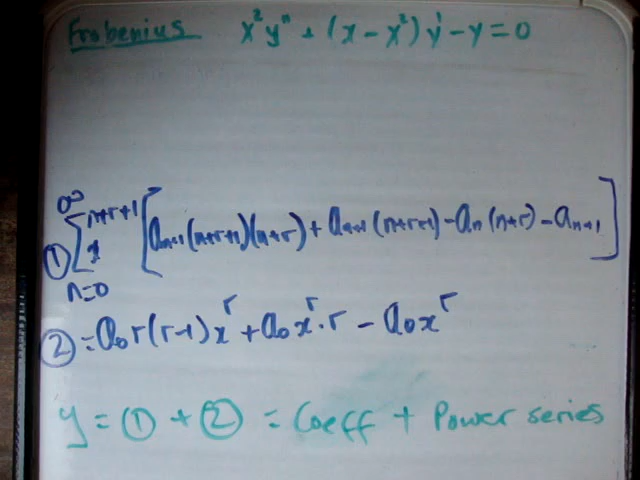 Frobenius x²y" + (x - x²)y' - y = 0
① ∞ Σ n=0 x^(n+r+1) [a_(n+1)(n+r+1)(n+r) + a_(n+1)(n+r+1) - a_n(n+r) - a_(n+1)]
② = a₀r(r-1)x^r + a₀x^r·r - a₀x^r
y = ① + ② = Coeff + Power series